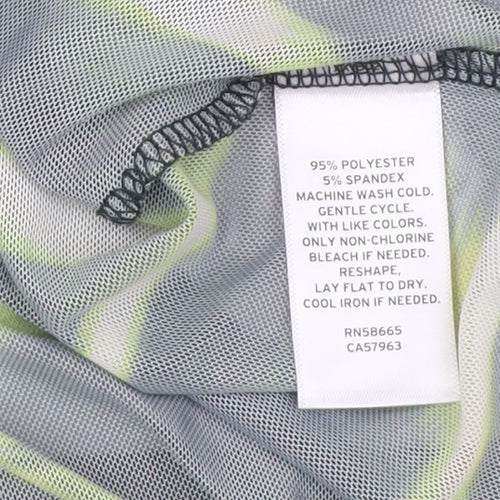 95% POLYESTER
5% SPANDEX
MACHINE WASH COLD.
GENTLE CYCLE.
WITH LIKE COLORS.
ONLY NON-CHLORINE
BLEACH IF NEEDED.
RESHAPE,
LAY FLAT TO DRY.
COOL IRON IF NEEDED.
RN58665
CA57963